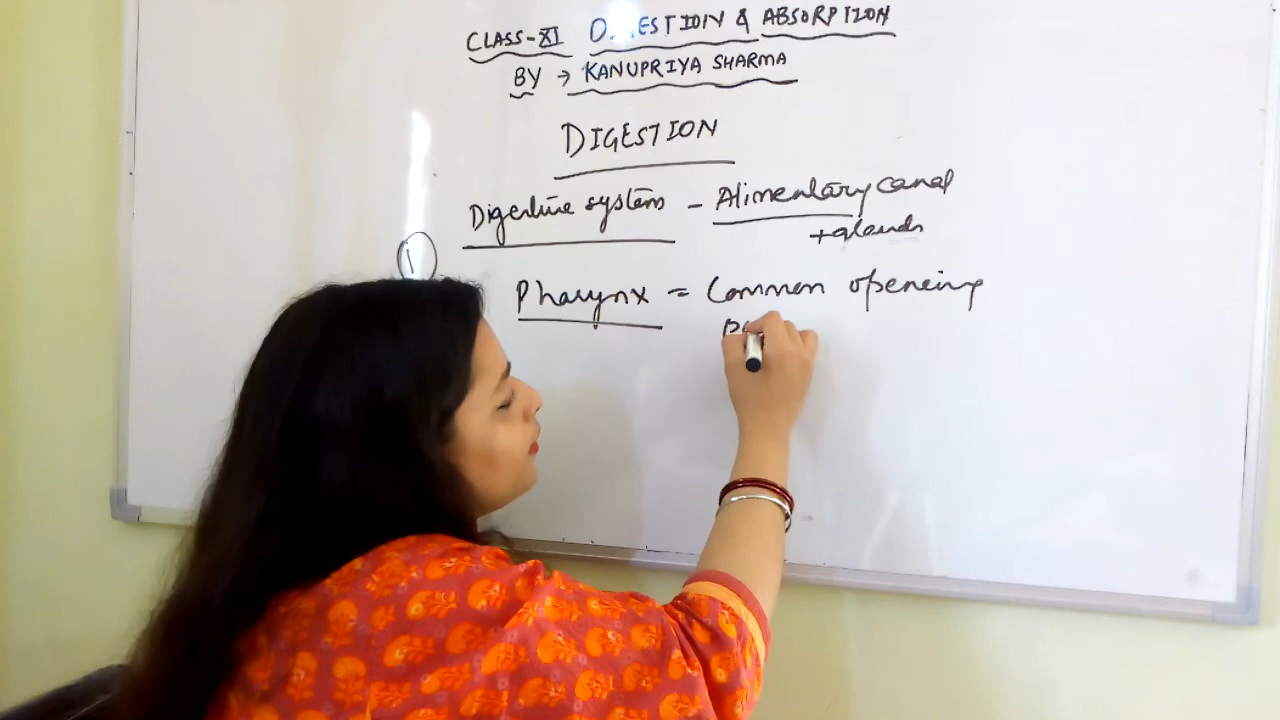 CLASS-XI DIGESTION & ABSORPTION
BY → KANUPRIYA SHARMA
DIGESTION
Digestive system - Alimentary canal
+ Glands
1
Pharynx = Common opening